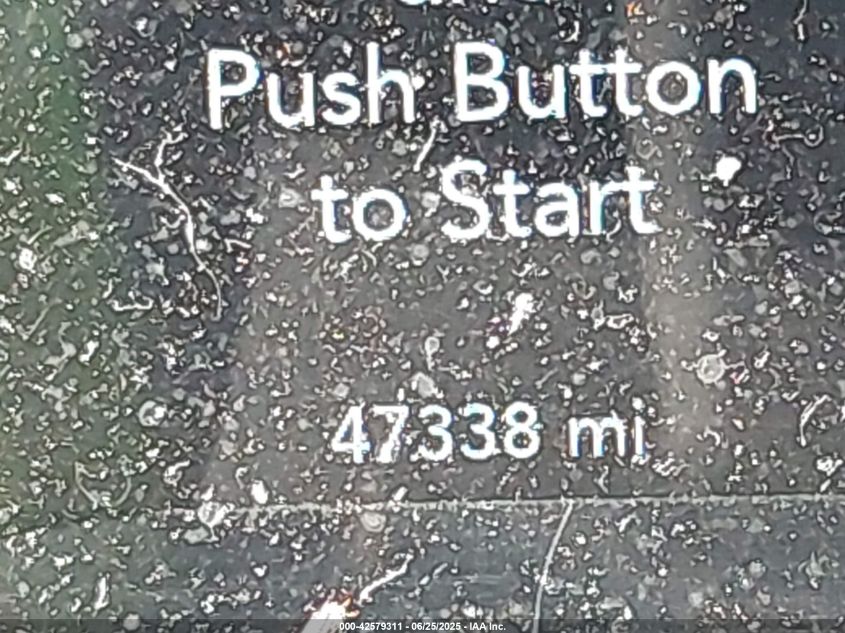 Push Button
to Start
47338 mi
000-42579311 - 06/25/2025 - IAA Inc.